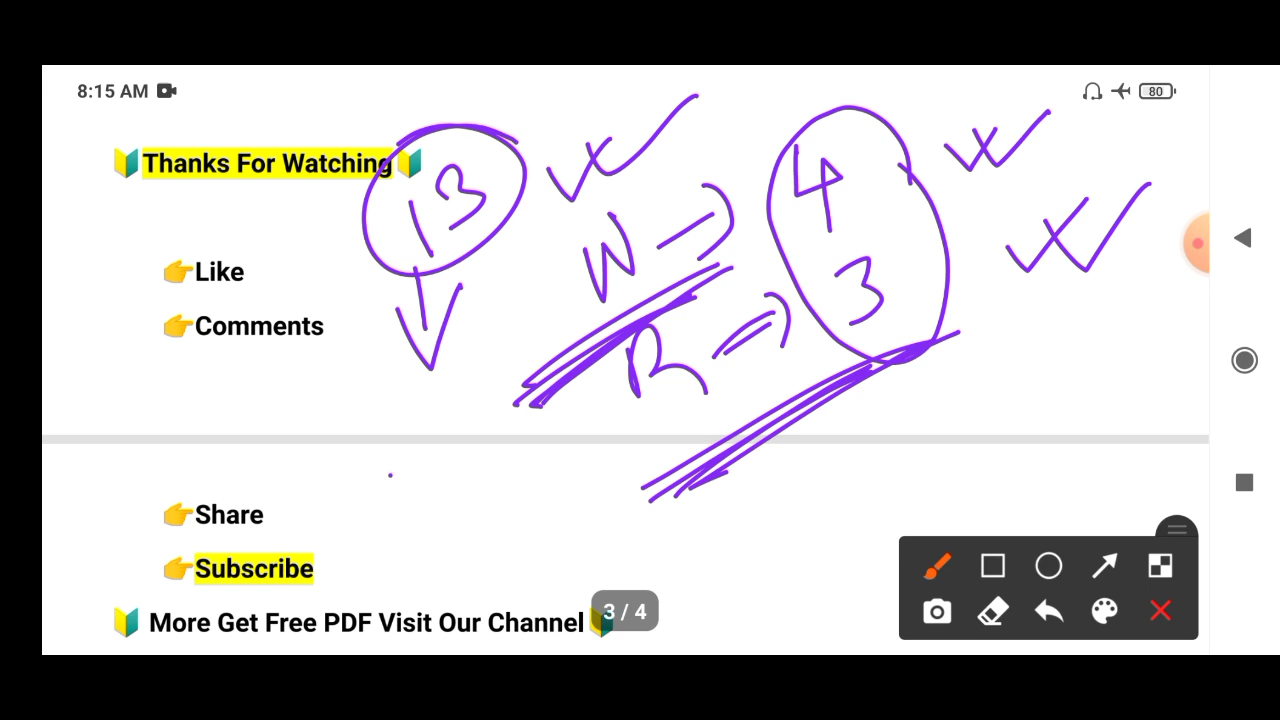 8:15 AM 80
🔰Thanks For Watching🔰
13
W → 4
👉Like
R → 3
👉Comments
👉Share
👉Subscribe
🔰 More Get Free PDF Visit Our Channel🔰
3 / 4